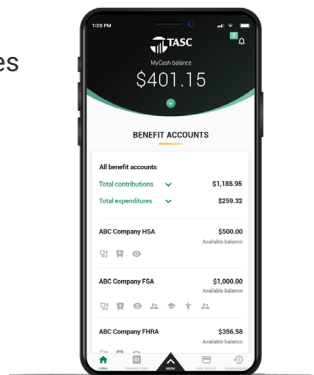 es
1:20 PM
TASC
MyCash balance
$401.15
BENEFIT ACCOUNTS
All benefit accounts
Total contributions $1,185.95
Total expenditures $259.32
ABC Company HSA $500.00
Available balance
ABC Company FSA $1,000.00
Available balance
ABC Company FHRA $356.58
Available balance
HOME
MENU